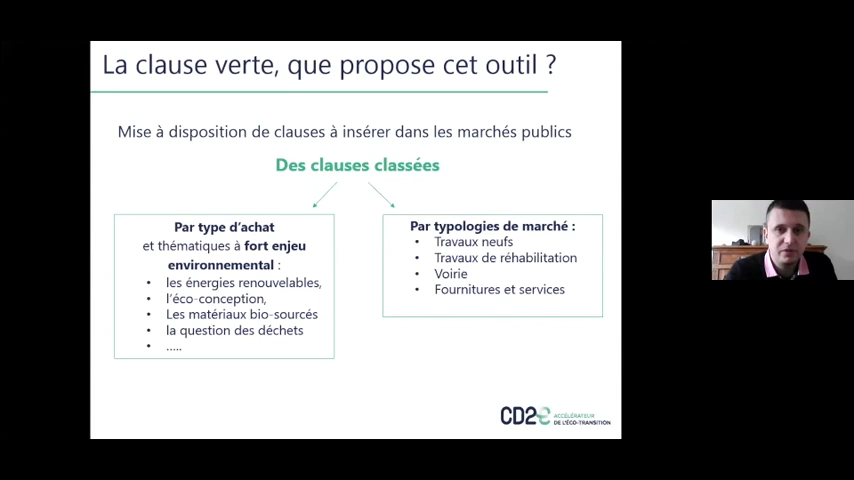 La clause verte, que propose cet outil ?
Mise à disposition de clauses à insérer dans les marchés publics
Des clauses classées
Par type d'achat
et thématiques à fort enjeu
environnemental :
• les énergies renouvelables,
• l'éco-conception,
• Les matériaux bio-sourcés
• la question des déchets
• .....
Par typologies de marché :
• Travaux neufs
• Travaux de réhabilitation
• Voirie
• Fournitures et services
CD2e
ACCÉLÉRATEUR
DE L'ÉCO-TRANSITION